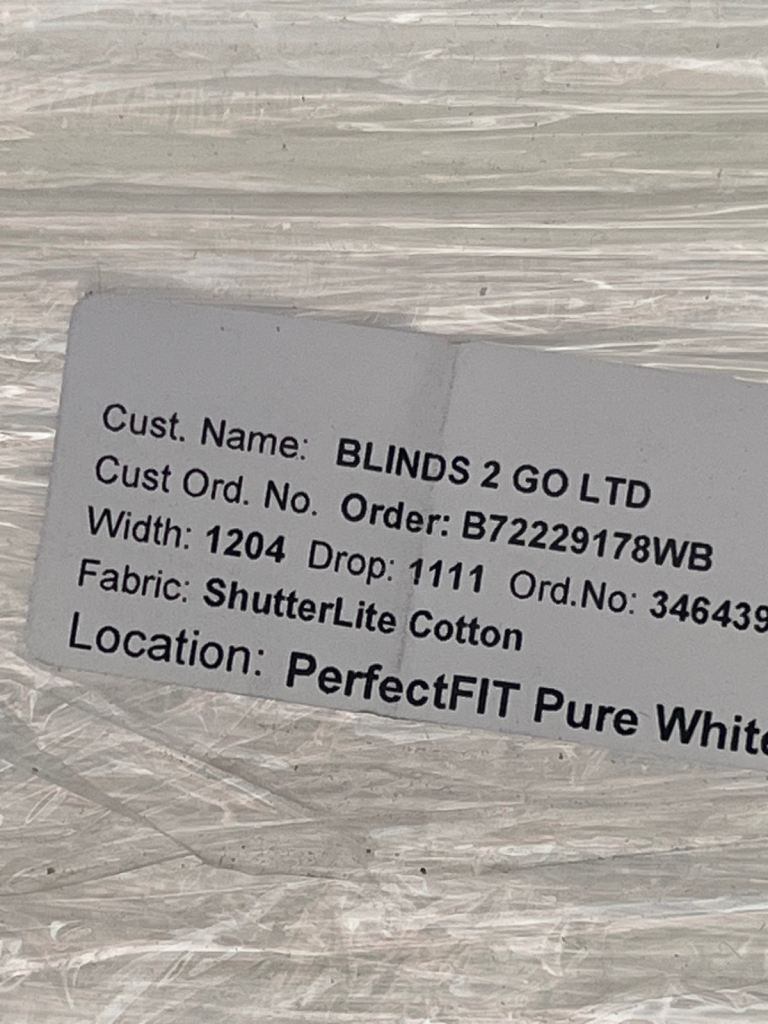 Cust. Name: BLINDS 2 GO LTD
Cust Ord. No. Order: B72229178WB
Width: 1204 Drop: 1111 Ord.No: 346439
Fabric: ShutterLite Cotton
Location: PerfectFIT Pure White